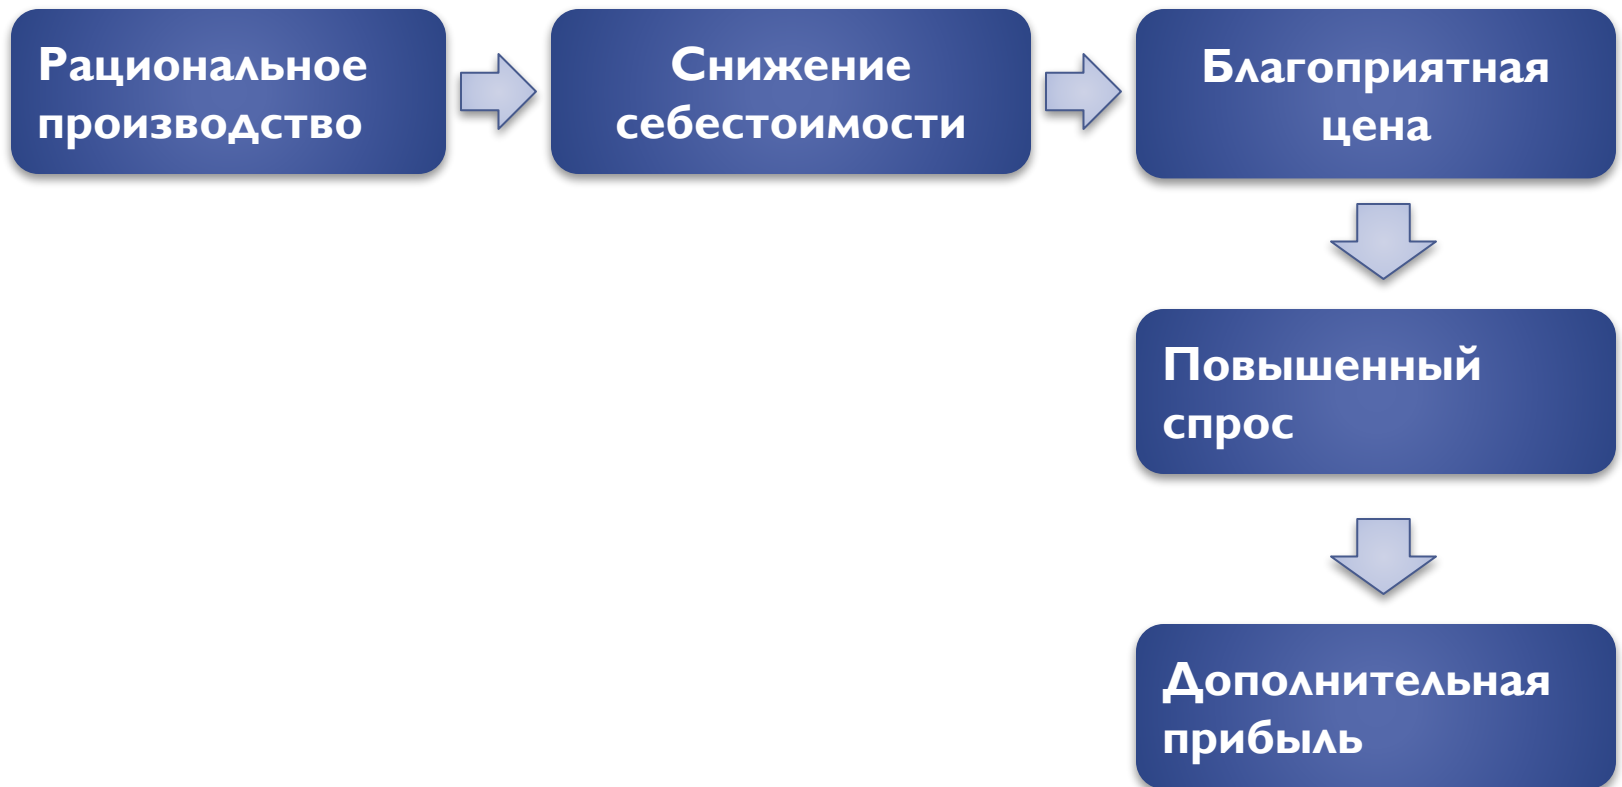 Рациональное
производство
Снижение
себестоимости
Благоприятная
цена
Повышенный
спрос
Дополнительная
прибыль